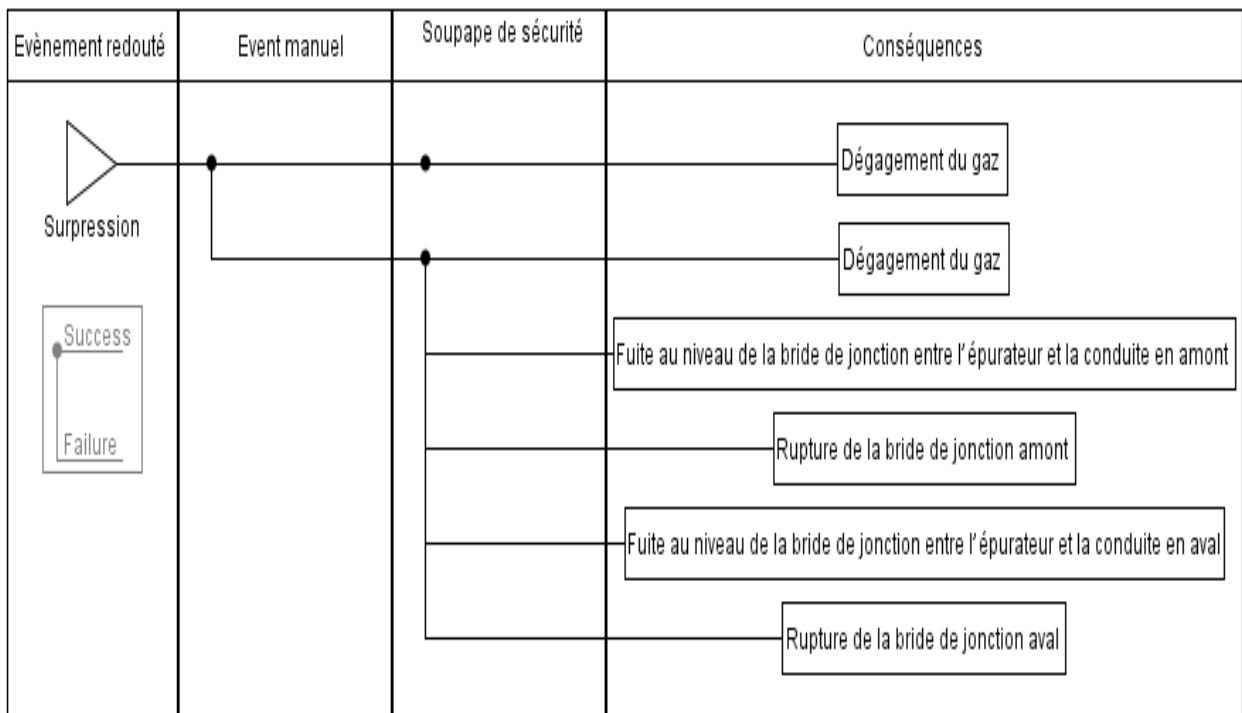 Evènement redouté
Event manuel
Soupape de sécurité
Conséquences
Surpression
Success
Failure
Dégagement du gaz
Dégagement du gaz
Fuite au niveau de la bride de jonction entre l'épurateur et la conduite en amont
Rupture de la bride de jonction amont
Fuite au niveau de la bride de jonction entre l'épurateur et la conduite en aval
Rupture de la bride de jonction aval